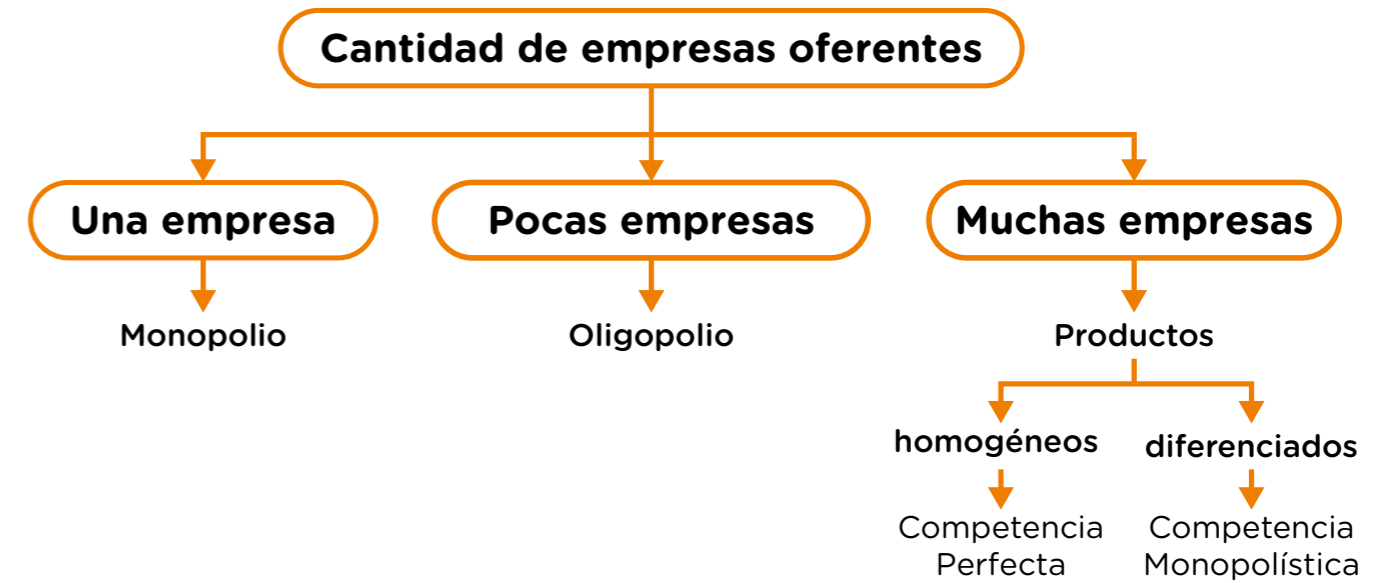 Cantidad de empresas oferentes
Una empresa
Pocas empresas
Muchas empresas
Monopolio
Oligopolio
Productos
homogéneos
diferenciados
Competencia
Perfecta
Competencia
Monopolística